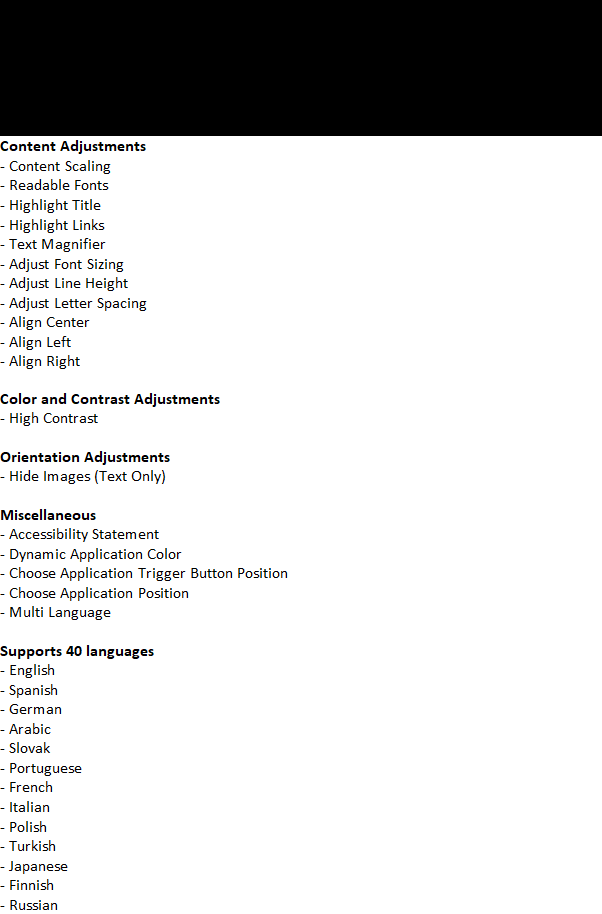 Content Adjustments
- Content Scaling
- Readable Fonts
- Highlight Title
- Highlight Links
- Text Magnifier
- Adjust Font Sizing
- Adjust Line Height
- Adjust Letter Spacing
- Align Center
- Align Left
- Align Right
Color and Contrast Adjustments
- High Contrast
Orientation Adjustments
- Hide Images (Text Only)
Miscellaneous
- Accessibility Statement
- Dynamic Application Color
- Choose Application Trigger Button Position
- Choose Application Position
- Multi Language
Supports 40 languages
- English
- Spanish
- German
- Arabic
- Slovak
- Portuguese
- French
- Italian
- Polish
- Turkish
- Japanese
- Finnish
- Russian